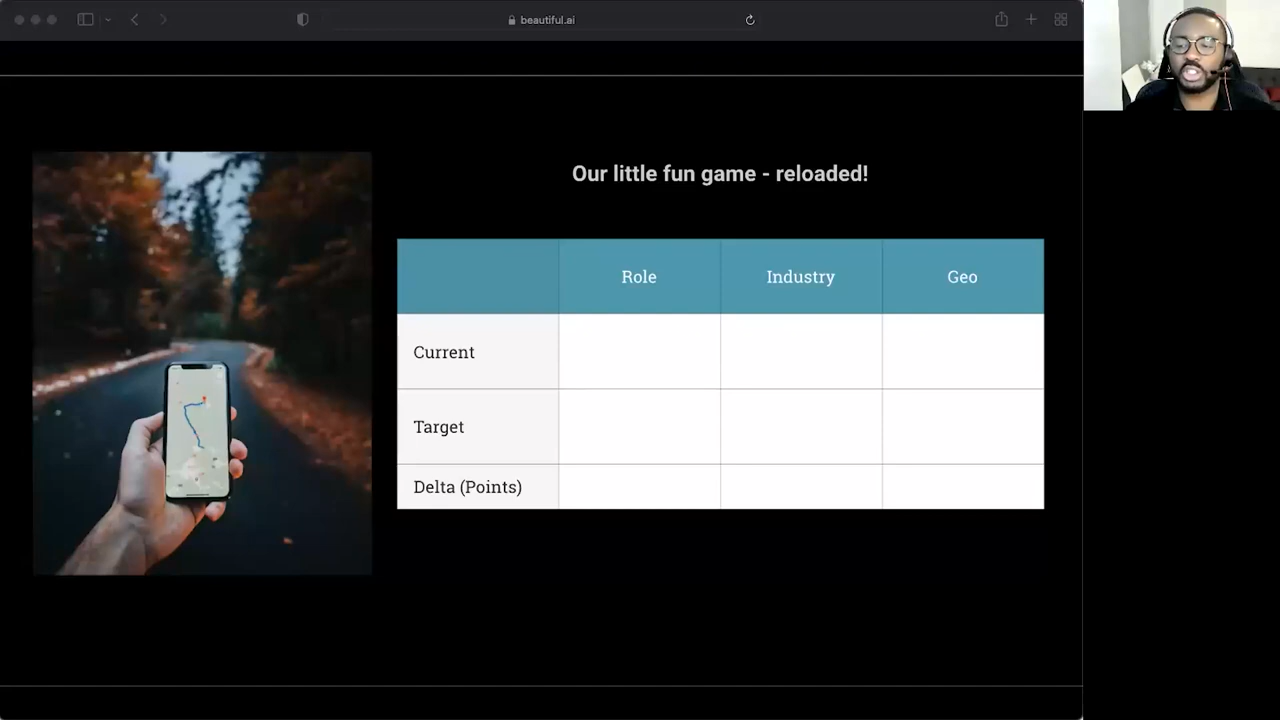 beautiful.ai
Our little fun game - reloaded!
Role Industry Geo
Current
Target
Delta (Points)